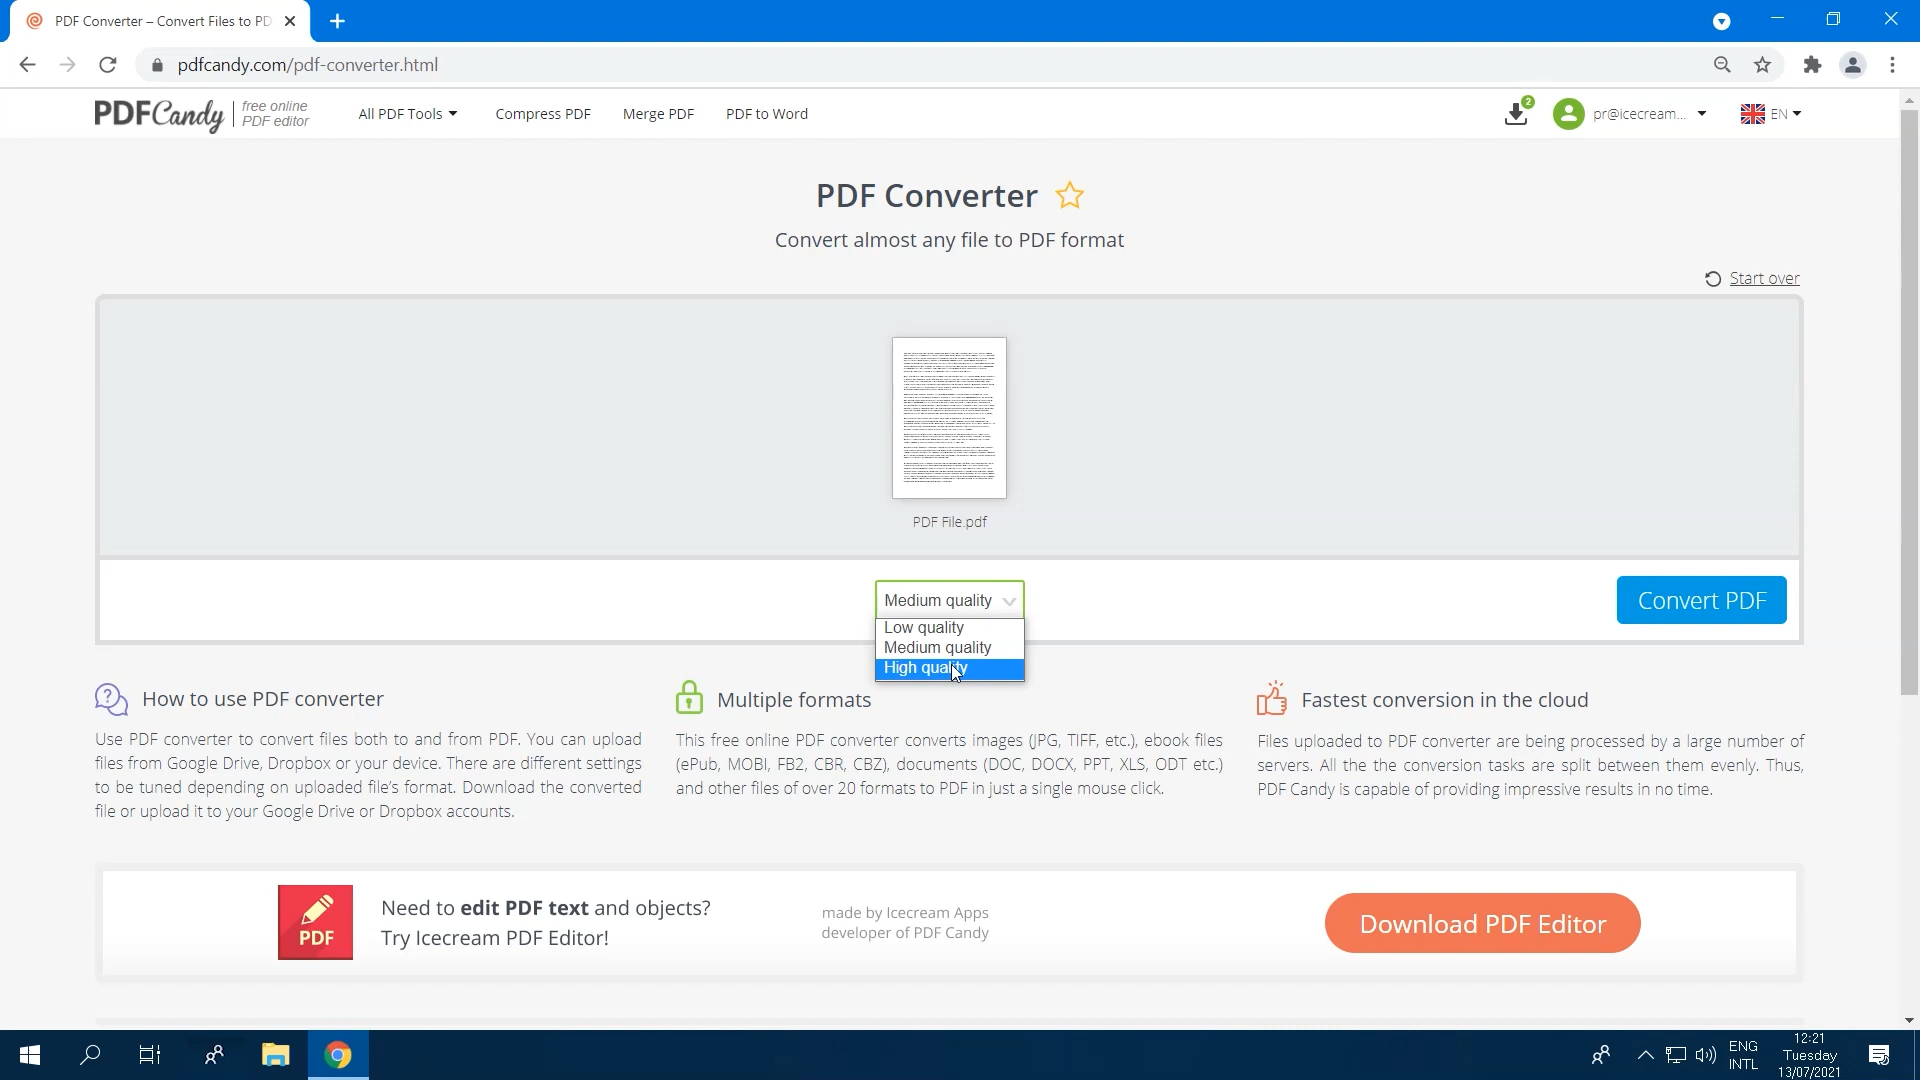 PDF Converter – Convert Files to PD
pdfcandy.com/pdf-converter.html
PDFCandy
free online
PDF editor
All PDF Tools
Compress PDF
Merge PDF
PDF to Word
2
pr@icecream...
EN
PDF Converter
Convert almost any file to PDF format
Start over
PDF File.pdf
Medium quality
Convert PDF
Low quality
Medium quality
High quality
How to use PDF converter
Use PDF converter to convert files both to and from PDF. You can upload
files from Google Drive, Dropbox or your device. There are different settings
to be tuned depending on uploaded file's format. Download the converted
file or upload it to your Google Drive or Dropbox accounts.
Multiple formats
This free online PDF converter converts images (JPG, TIFF, etc.), ebook files
(ePub, MOBI, FB2, CBR, CBZ), documents (DOC, DOCX, PPT, XLS, ODT etc.)
and other files of over 20 formats to PDF in just a single mouse click.
Fastest conversion in the cloud
Files uploaded to PDF converter are being processed by a large number of
servers. All the the conversion tasks are split between them evenly. Thus,
PDF Candy is capable of providing impressive results in no time.
PDF
Need to edit PDF text and objects?
Try Icecream PDF Editor!
made by Icecream Apps
developer of PDF Candy
Download PDF Editor
ENG
INTL
12:21
Tuesday
13/07/2021